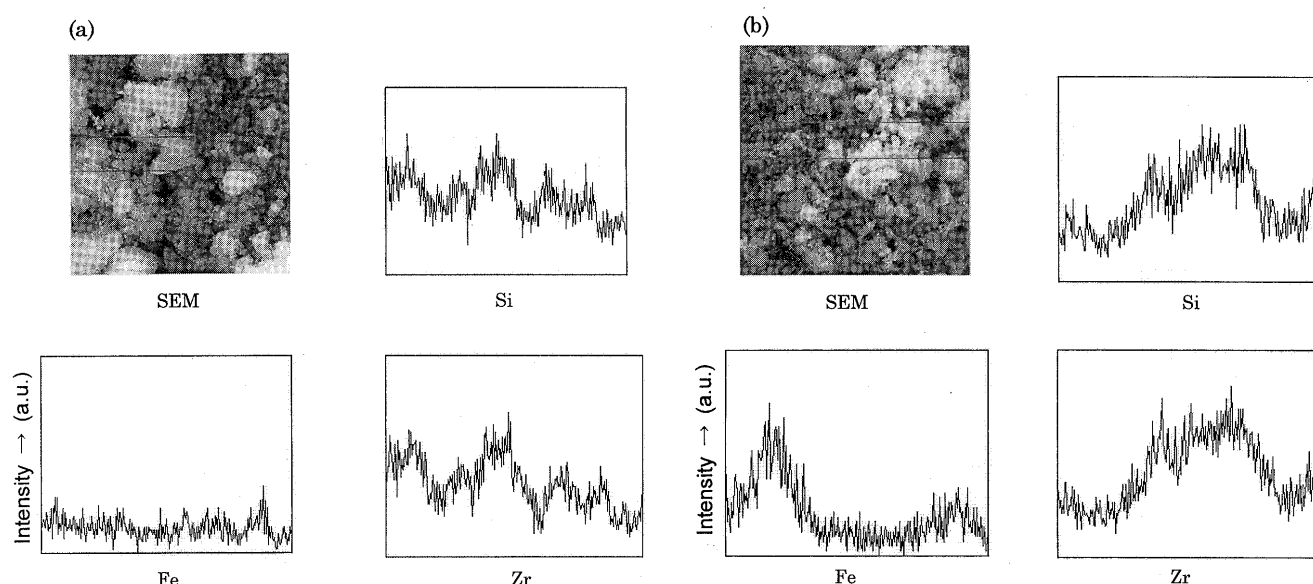 (a)
(b)
SEM
Si
SEM
Si
Intensity → (a.u.)
Fe
Zr
Intensity → (a.u.)
Fe
Zr